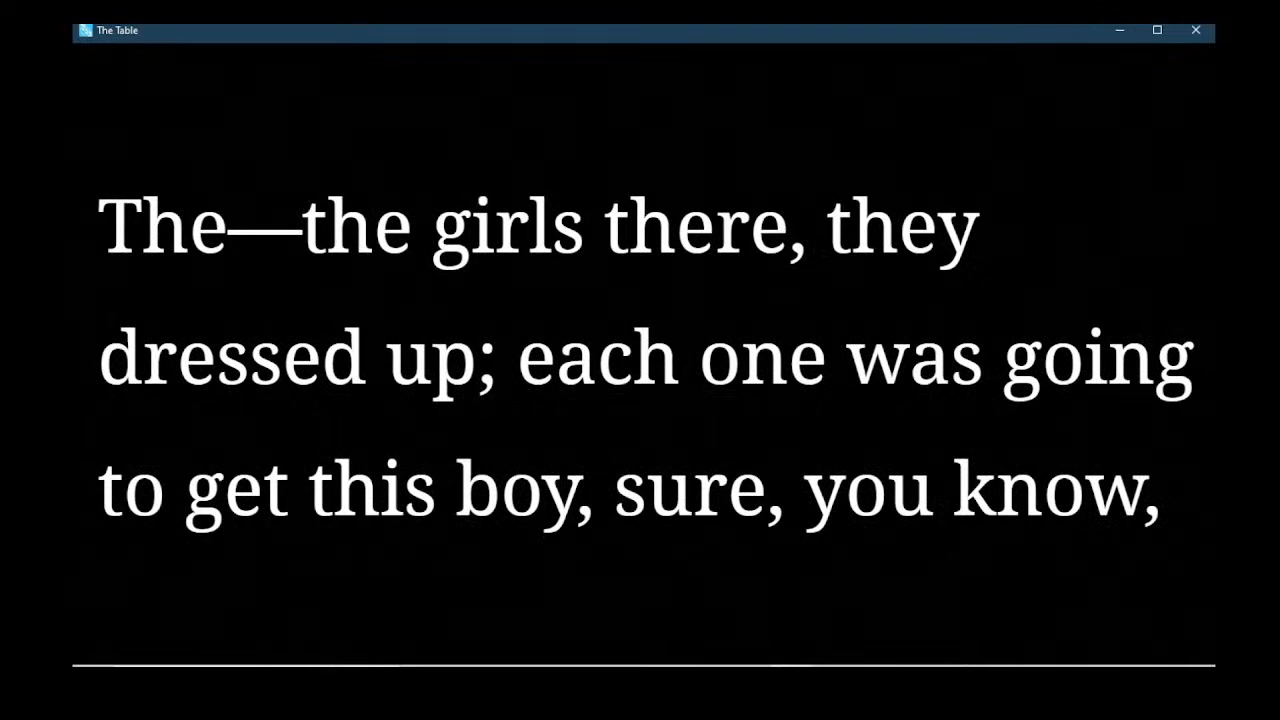 The Table
The—the girls there, they
dressed up; each one was going
to get this boy, sure, you know,